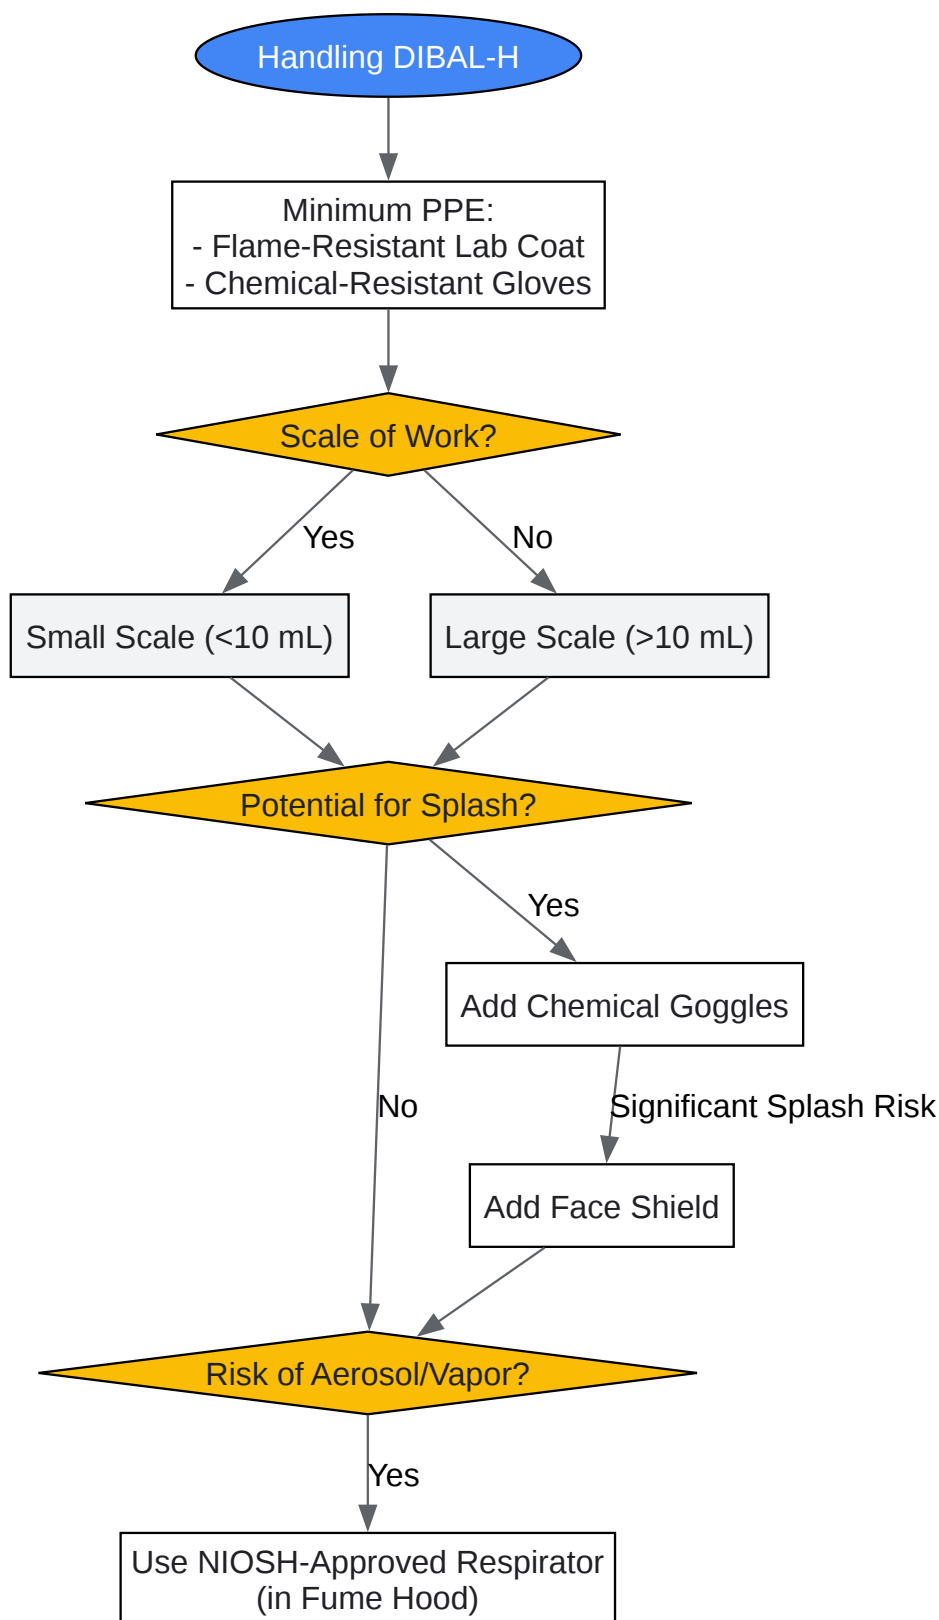 Handling DIBAL-H
Minimum PPE:
- Flame-Resistant Lab Coat
- Chemical-Resistant Gloves
Scale of Work?
Yes
No
Small Scale (<10 mL)
Large Scale (>10 mL)
Potential for Splash?
Yes
Add Chemical Goggles
No
Significant Splash Risk
Add Face Shield
Risk of Aerosol/Vapor?
Yes
Use NIOSH-Approved Respirator
(in Fume Hood)